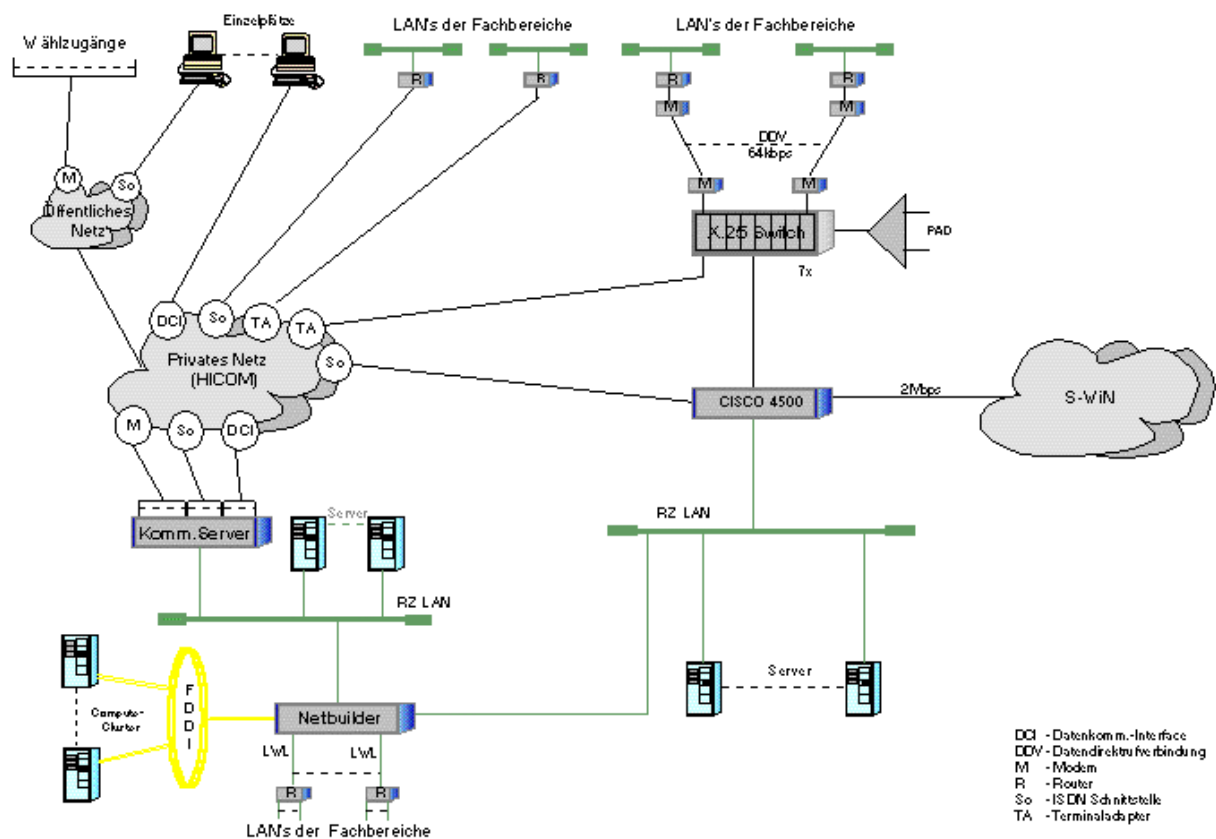 Einzelplätze
LAN's der Fachbereiche
LAN's der Fachbereiche
Wählzugänge
R
R
R
R
M
M
DDV
64kbps
M
So
M
M
Öffentliches
Netz
X.25 Switch
PAD
7x
DCI
So
TA
TA
So
Privates Netz
(HICOM)
CISCO 4500
2Mbps
S-WiN
M
So
DCI
Server
RZ LAN
Komm.Server
RZ LAN
Server
FDDI
Compute-
Cluster
Netbuilder
LWL
LWL
R
R
LAN's der Fachbereiche
DCI - Datenkomm.-Interface
DDV - Datendirektrufverbindung
M - Modem
R - Router
So - ISDN Schnittstelle
TA - Terminaladapter